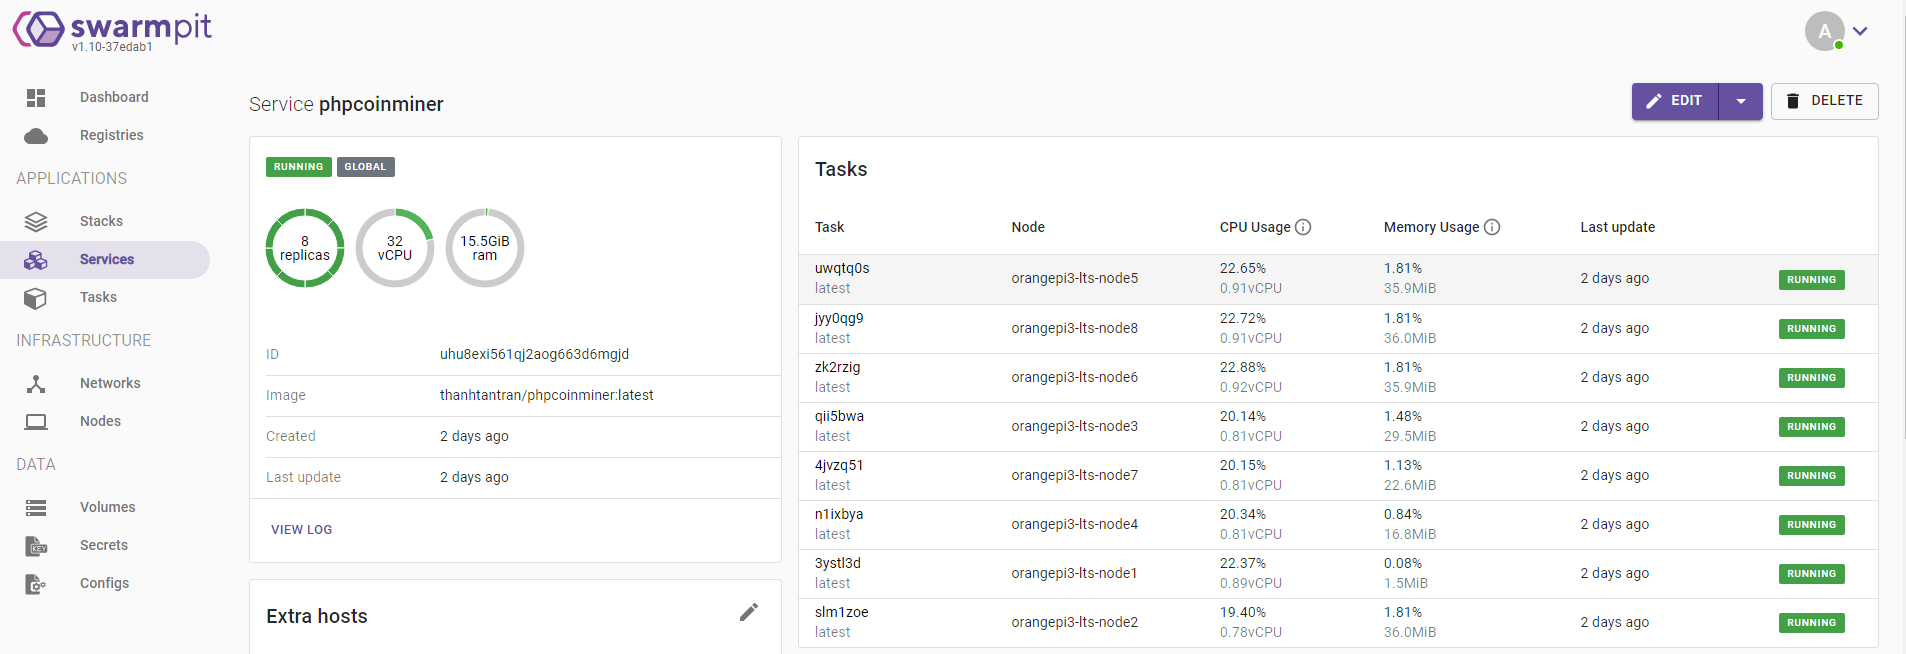 swarmpit
v1.10-37edab1
A
Dashboard
Registries
APPLICATIONS
Stacks
Services
Tasks
INFRASTRUCTURE
Networks
Nodes
DATA
Volumes
KEY
Secrets
Configs
Service phpcoinminer
EDIT
DELETE
RUNNING GLOBAL
8
replicas
32
vCPU
15.5GiB
ram
ID uhu8exi561qj2aog663d6mgjd
Image thanhtantran/phpcoinminer:latest
Created 2 days ago
Last update 2 days ago
VIEW LOG
Extra hosts
Tasks
Task Node CPU Usage Memory Usage Last update
uwqtq0s 22.65% 1.81%
orangepi3-lts-node5 2 days ago RUNNING
latest 0.91vCPU 35.9MiB
jyy0qg9 22.72% 1.81%
orangepi3-lts-node8 2 days ago RUNNING
latest 0.91vCPU 36.0MiB
zk2rzig 22.88% 1.81%
orangepi3-lts-node6 2 days ago RUNNING
latest 0.92vCPU 35.9MiB
qii5bwa 20.14% 1.48%
orangepi3-lts-node3 2 days ago RUNNING
latest 0.81vCPU 29.5MiB
4jvzq51 20.15% 1.13%
orangepi3-lts-node7 2 days ago RUNNING
latest 0.81vCPU 22.6MiB
n1ixbya 20.34% 0.84%
orangepi3-lts-node4 2 days ago RUNNING
latest 0.81vCPU 16.8MiB
3ystl3d 22.37% 0.08%
orangepi3-lts-node1 2 days ago RUNNING
latest 0.89vCPU 1.5MiB
slm1zoe 19.40% 1.81%
orangepi3-lts-node2 2 days ago RUNNING
latest 0.78vCPU 36.0MiB